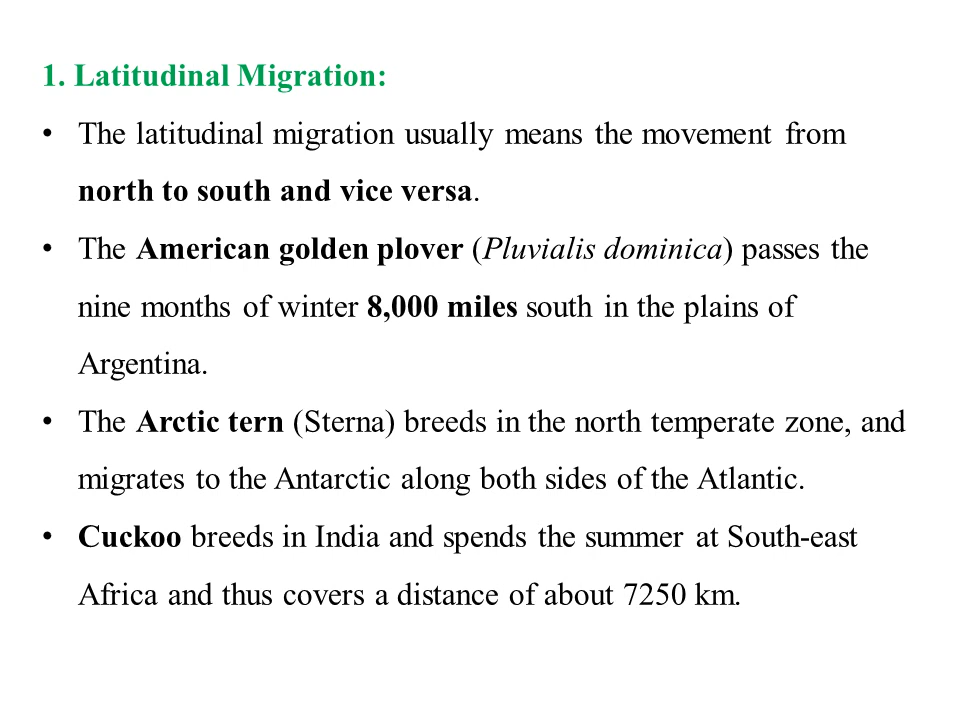 1. Latitudinal Migration:
• The latitudinal migration usually means the movement from
north to south and vice versa.
• The American golden plover (Pluvialis dominica) passes the
nine months of winter 8,000 miles south in the plains of
Argentina.
• The Arctic tern (Sterna) breeds in the north temperate zone, and
migrates to the Antarctic along both sides of the Atlantic.
• Cuckoo breeds in India and spends the summer at South-east
Africa and thus covers a distance of about 7250 km.